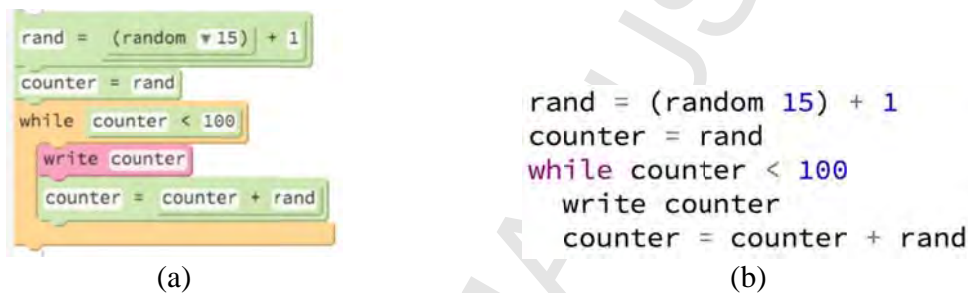 rand = (random ▾ 15) + 1
counter = rand
while counter < 100
write counter
counter = counter + rand
(a)
rand = (random 15) + 1
counter = rand
while counter < 100
write counter
counter = counter + rand
(b)